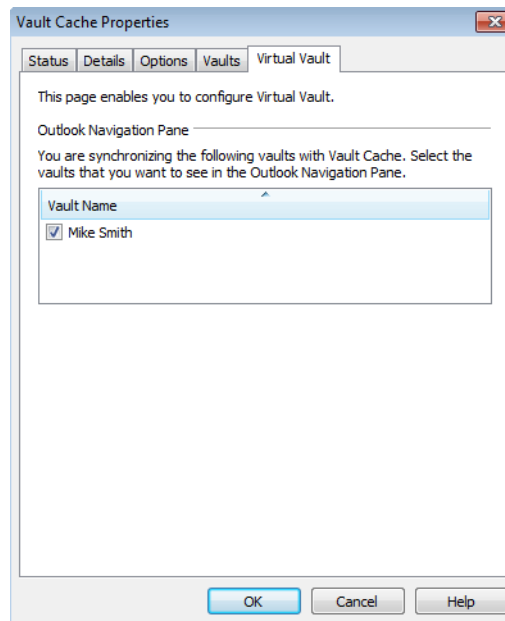 Vault Cache Properties
Status Details Options Vaults Virtual Vault
This page enables you to configure Virtual Vault.
Outlook Navigation Pane
You are synchronizing the following vaults with Vault Cache. Select the
vaults that you want to see in the Outlook Navigation Pane.
Vault Name
Mike Smith
OK Cancel Help